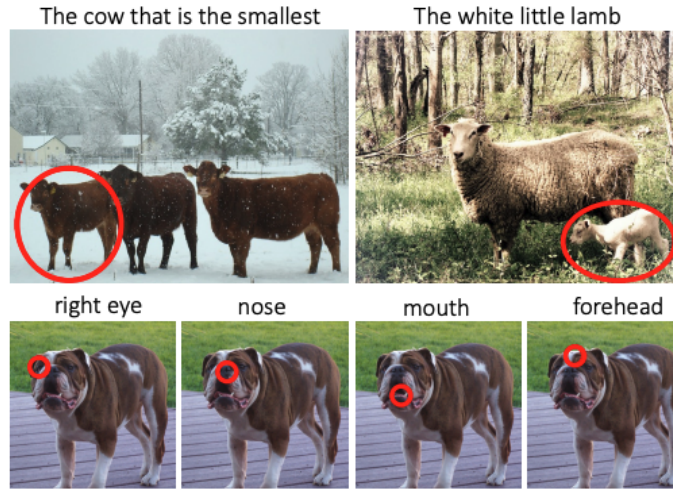 The cow that is the smallest
The white little lamb
right eye
nose
mouth
forehead